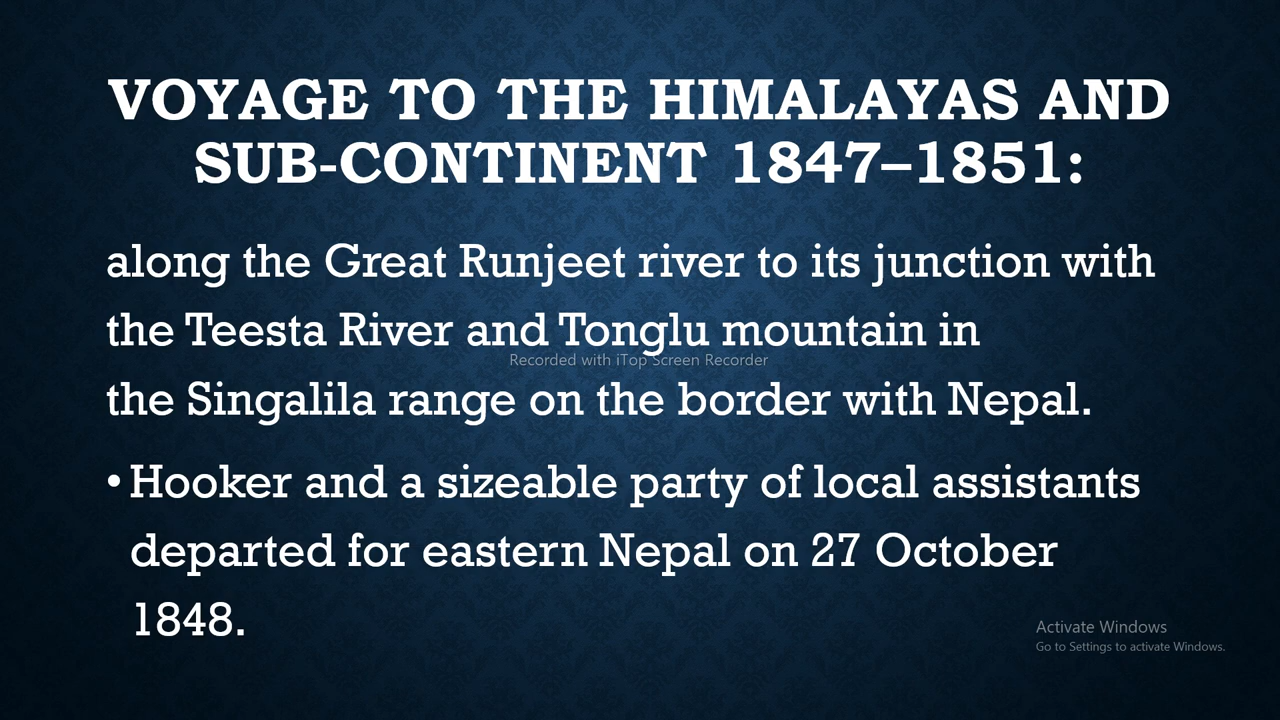 VOYAGE TO THE HIMALAYAS AND
SUB-CONTINENT 1847–1851:
along the Great Runjeet river to its junction with
the Teesta River and Tonglu mountain in
Recorded with iTop Screen Recorder
the Singalila range on the border with Nepal.
• Hooker and a sizeable party of local assistants
departed for eastern Nepal on 27 October
1848.
Activate Windows
Go to Settings to activate Windows.